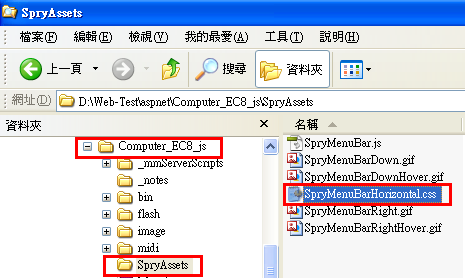 SpryAssets
檔案(F) 編輯(E) 檢視(V) 我的最愛(A) 工具(T) 說明(H)
上一頁 搜尋 資料夾
網址(D) D:\Web-Test\aspnet\Computer_EC8_js\SpryAssets
資料夾
Computer_EC8_js
_mmServerScripts
_notes
bin
flash
image
midi
SpryAssets
名稱
SpryMenuBar.js
SpryMenuBarDown.gif
SpryMenuBarDownHover.gif
SpryMenuBarHorizontal.css
SpryMenuBarRight.gif
SpryMenuBarRightHover.gif